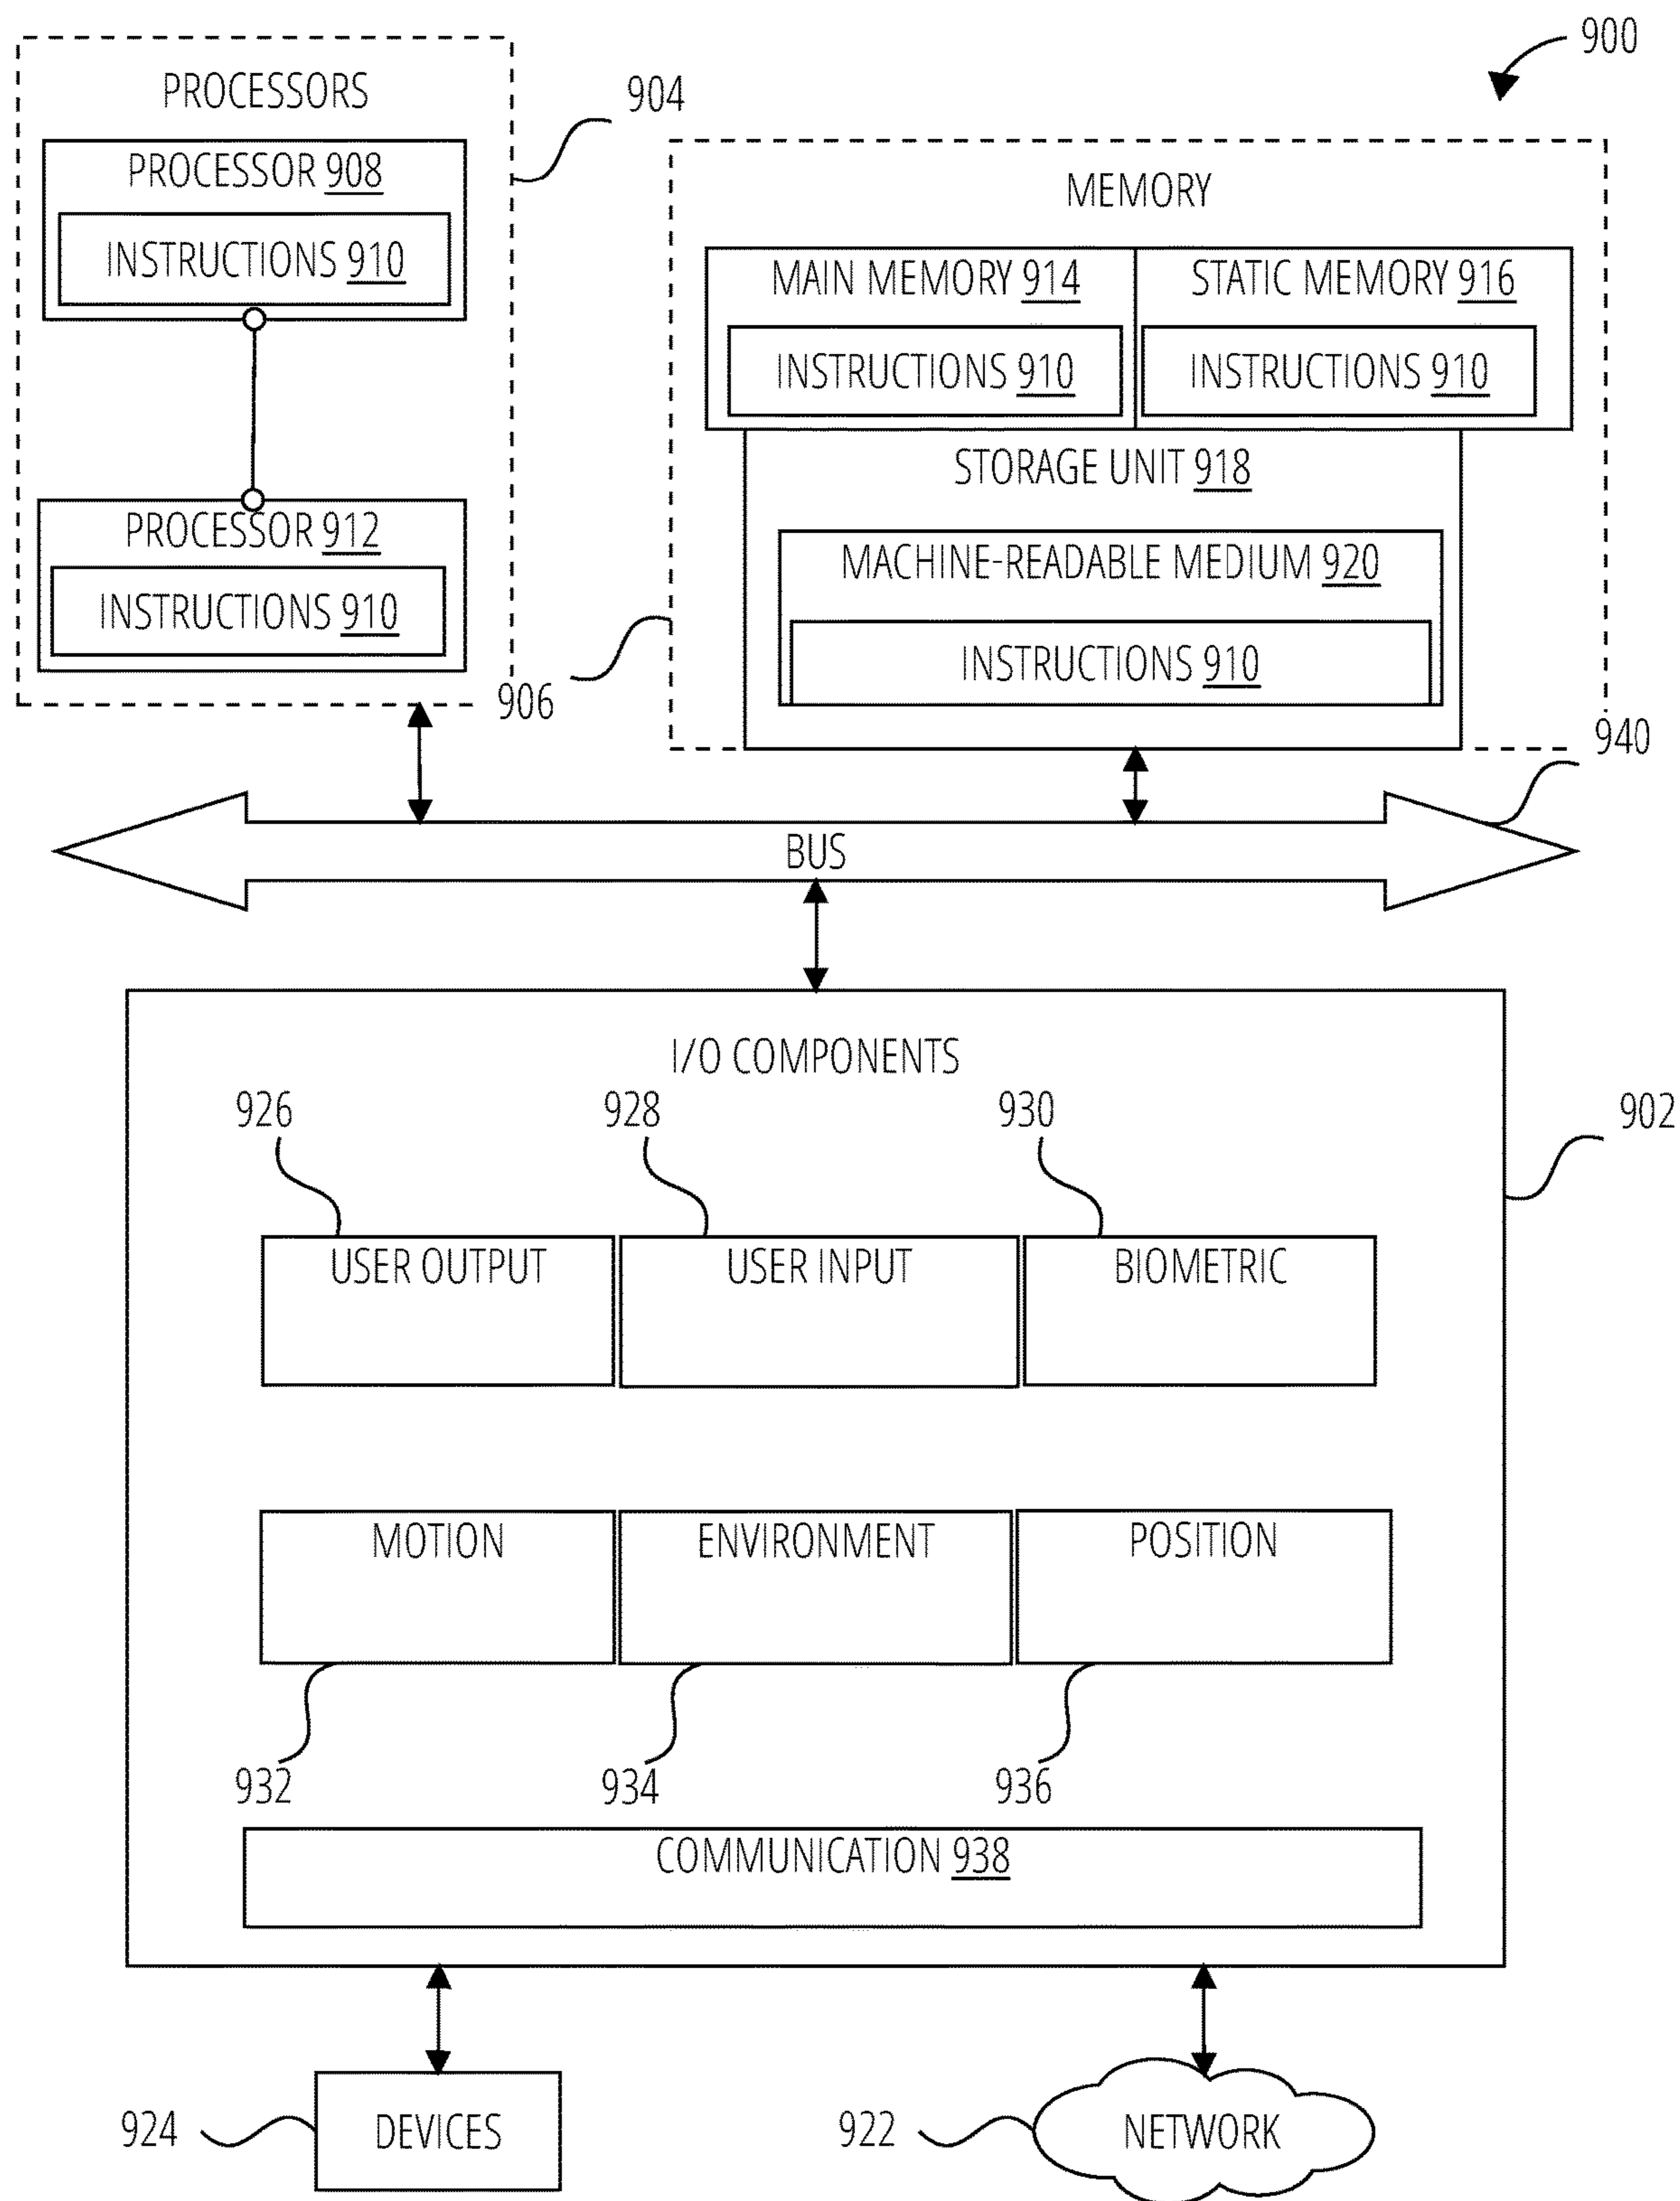 900
PROCESSORS
904
PROCESSOR 908
INSTRUCTIONS 910
MEMORY
MAIN MEMORY 914
STATIC MEMORY 916
INSTRUCTIONS 910
INSTRUCTIONS 910
STORAGE UNIT 918
PROCESSOR 912
INSTRUCTIONS 910
MACHINE-READABLE MEDIUM 920
INSTRUCTIONS 910
906
940
BUS
I/O COMPONENTS
926
928
930
902
USER OUTPUT
USER INPUT
BIOMETRIC
MOTION
ENVIRONMENT
POSITION
932
934
936
COMMUNICATION 938
924
DEVICES
922
NETWORK